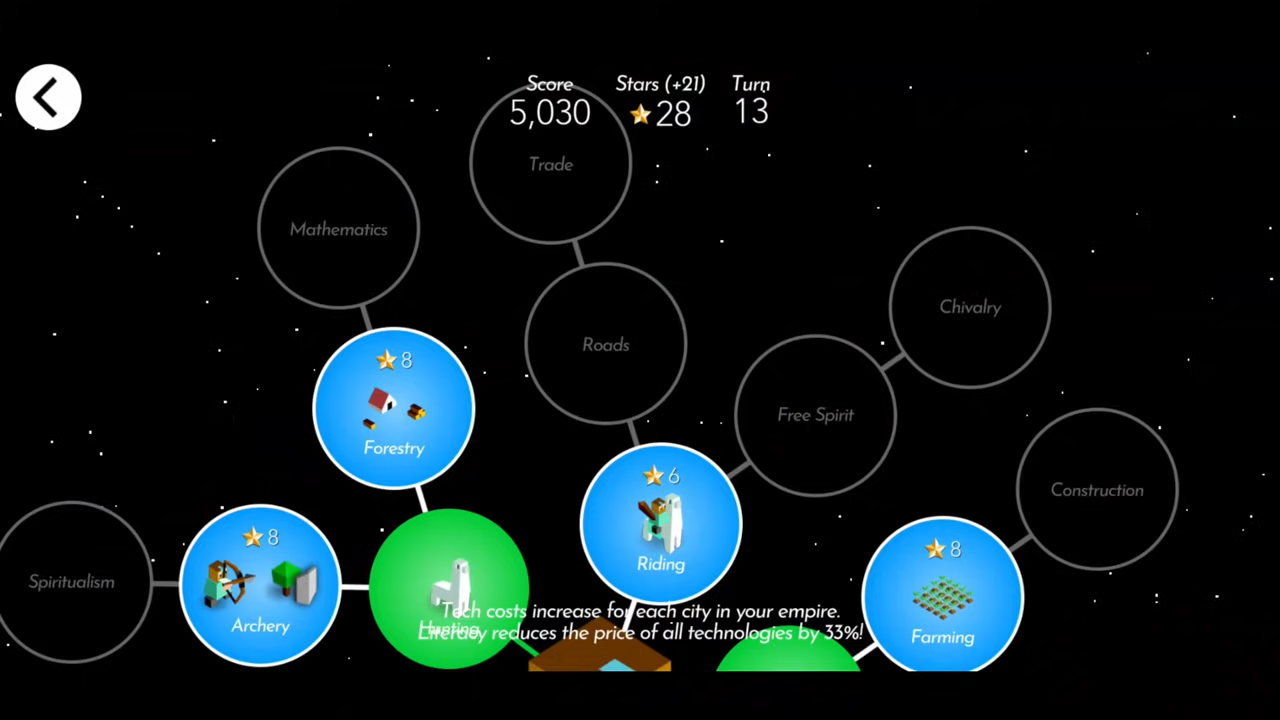 Score
Stars (+21)
Turn
5,030
28
13
Trade
Mathematics
Chivalry
Roads
8
Forestry
Free Spirit
6
Riding
Construction
8
Farming
8
Archery
Spiritualism
Hunting
Tech costs increase for each city in your empire.
Literacy reduces the price of all technologies by 33%!